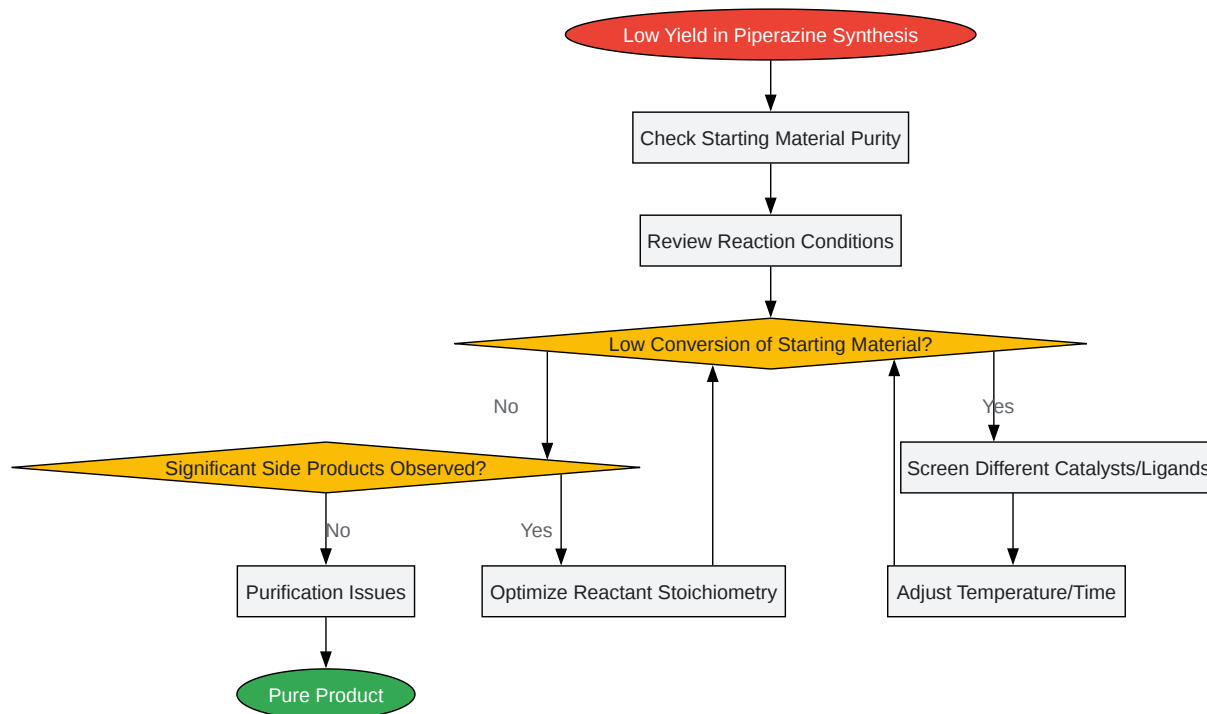 Low Yield in Piperazine Synthesis
Check Starting Material Purity
Review Reaction Conditions
Low Conversion of Starting Material?
No
Yes
Significant Side Products Observed?
Screen Different Catalysts/Ligands
No
Yes
Purification Issues
Optimize Reactant Stoichiometry
Adjust Temperature/Time
Pure Product